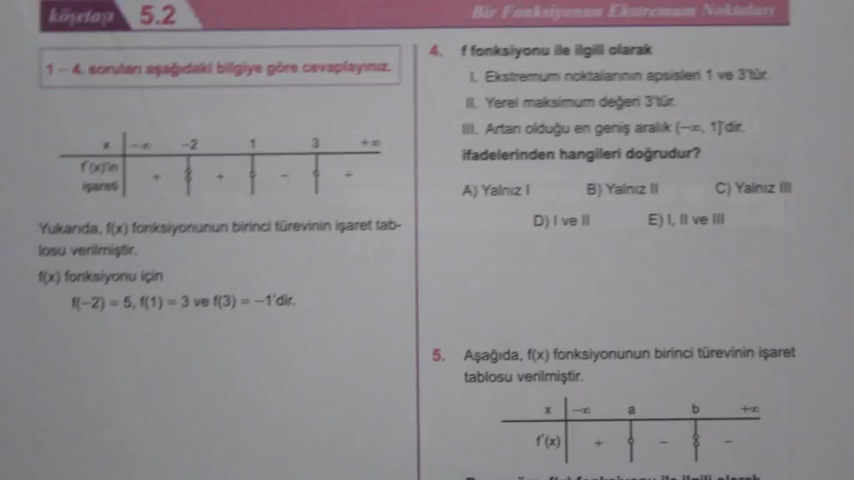 köşetaşı 5.2
Bir Fonksiyonun Ekstremum Noktaları
1 – 4. soruları aşağıdaki bilgiye göre cevaplayınız.
x −∞ −2 1 3 +∞
f'(x)'in
işareti + + − +
Yukarıda, f(x) fonksiyonunun birinci türevinin işaret tab-
losu verilmiştir.
f(x) fonksiyonu için
f(−2) = 5, f(1) = 3 ve f(3) = −1'dir.
4. f fonksiyonu ile ilgili olarak
I. Ekstremum noktalarının apsisleri 1 ve 3'tür.
II. Yerel maksimum değeri 3'tür.
III. Artan olduğu en geniş aralık (−∞, 1]'dir.
ifadelerinden hangileri doğrudur?
A) Yalnız I B) Yalnız II C) Yalnız III
D) I ve II E) I, II ve III
5. Aşağıda, f(x) fonksiyonunun birinci türevinin işaret
tablosu verilmiştir.
x −∞ a b +∞
f'(x) + − −